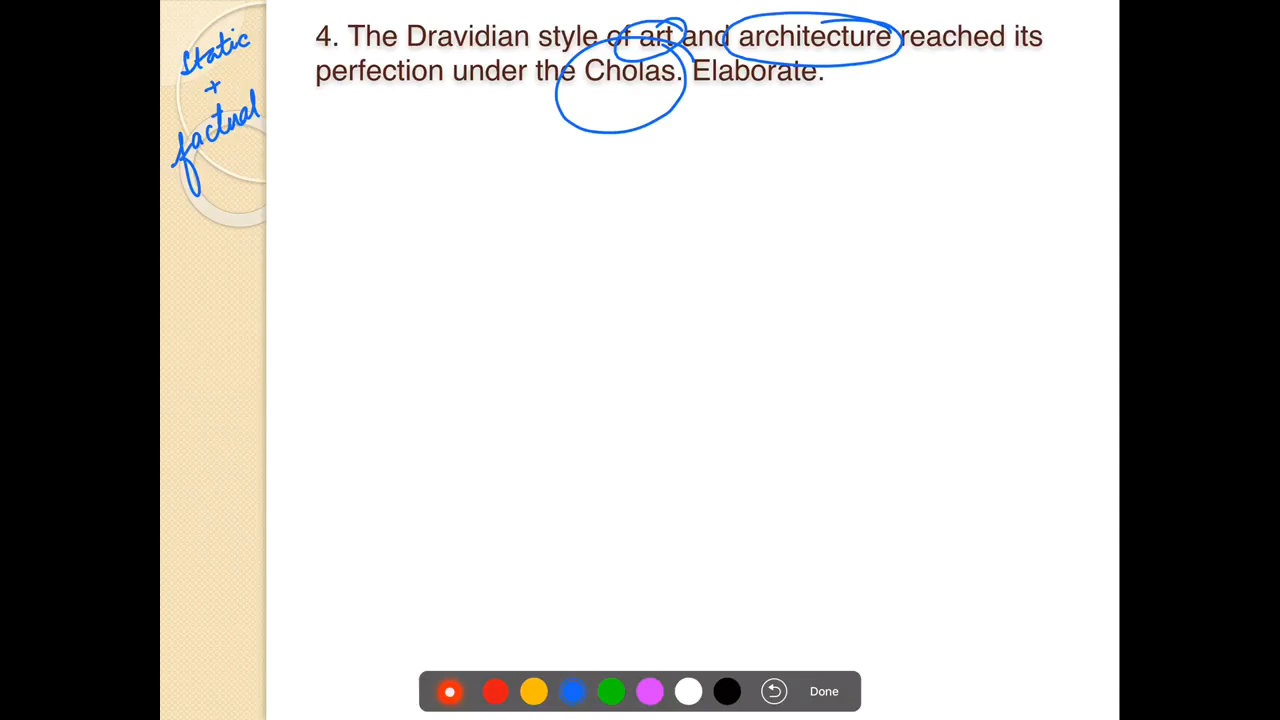 static
+
factual
4. The Dravidian style of art and architecture reached its
perfection under the Cholas. Elaborate.
Done